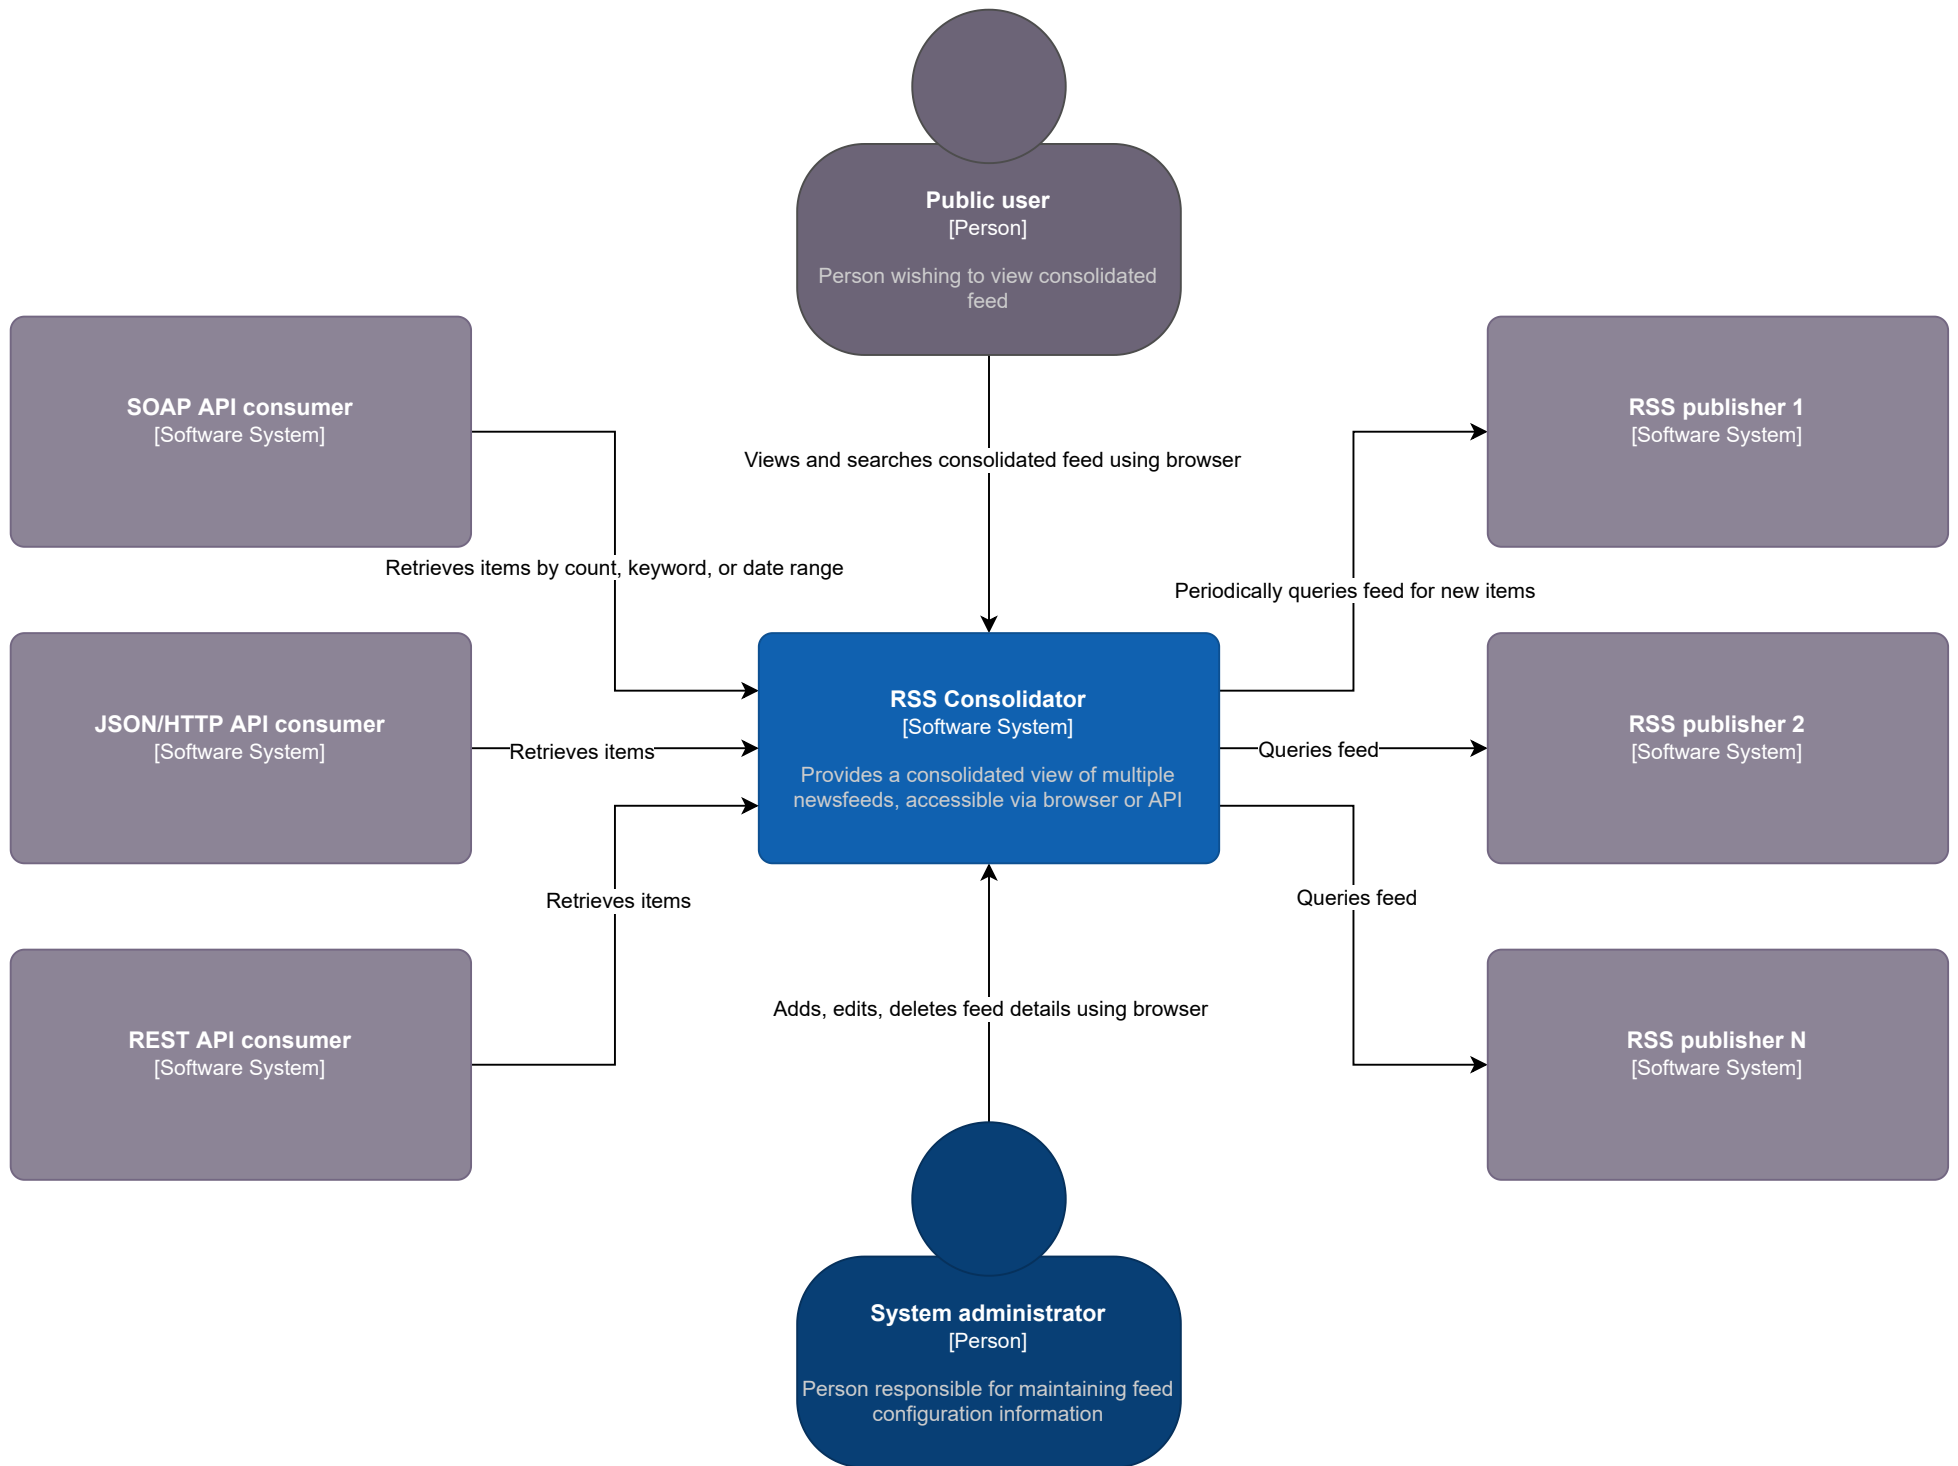 Public user
[Person]
Person wishing to view consolidated
feed
SOAP API consumer
[Software System]
RSS publisher 1
[Software System]
Views and searches consolidated feed using browser
Retrieves items by count, keyword, or date range
Periodically queries feed for new items
JSON/HTTP API consumer
[Software System]
Retrieves items
RSS Consolidator
[Software System]
Provides a consolidated view of multiple
newsfeeds, accessible via browser or API
Queries feed
RSS publisher 2
[Software System]
Retrieves items
Queries feed
Adds, edits, deletes feed details using browser
REST API consumer
[Software System]
RSS publisher N
[Software System]
System administrator
[Person]
Person responsible for maintaining feed
configuration information